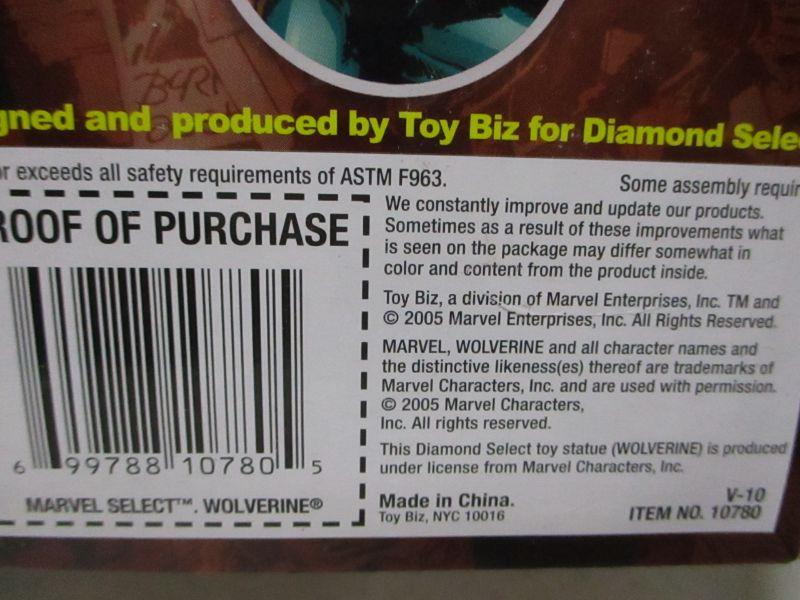 gned and produced by Toy Biz for Diamond Sele
r exceeds all safety requirements of ASTM F963.
Some assembly requir
ROOF OF PURCHASE
We constantly improve and update our products.
Sometimes as a result of these improvements what
is seen on the package may differ somewhat in
color and content from the product inside.
Toy Biz, a division of Marvel Enterprises, Inc. TM and
© 2005 Marvel Enterprises, Inc. All Rights Reserved.
MARVEL, WOLVERINE and all character names and
the distinctive likeness(es) thereof are trademarks of
Marvel Characters, Inc. and are used with permission.
© 2005 Marvel Characters,
Inc. All rights reserved.
This Diamond Select toy statue (WOLVERINE) is produced
under license from Marvel Characters, Inc.
6 99788 10780 5
MARVEL SELECT™. WOLVERINE®
Made in China.
Toy Biz, NYC 10016
V-10
ITEM NO. 10780